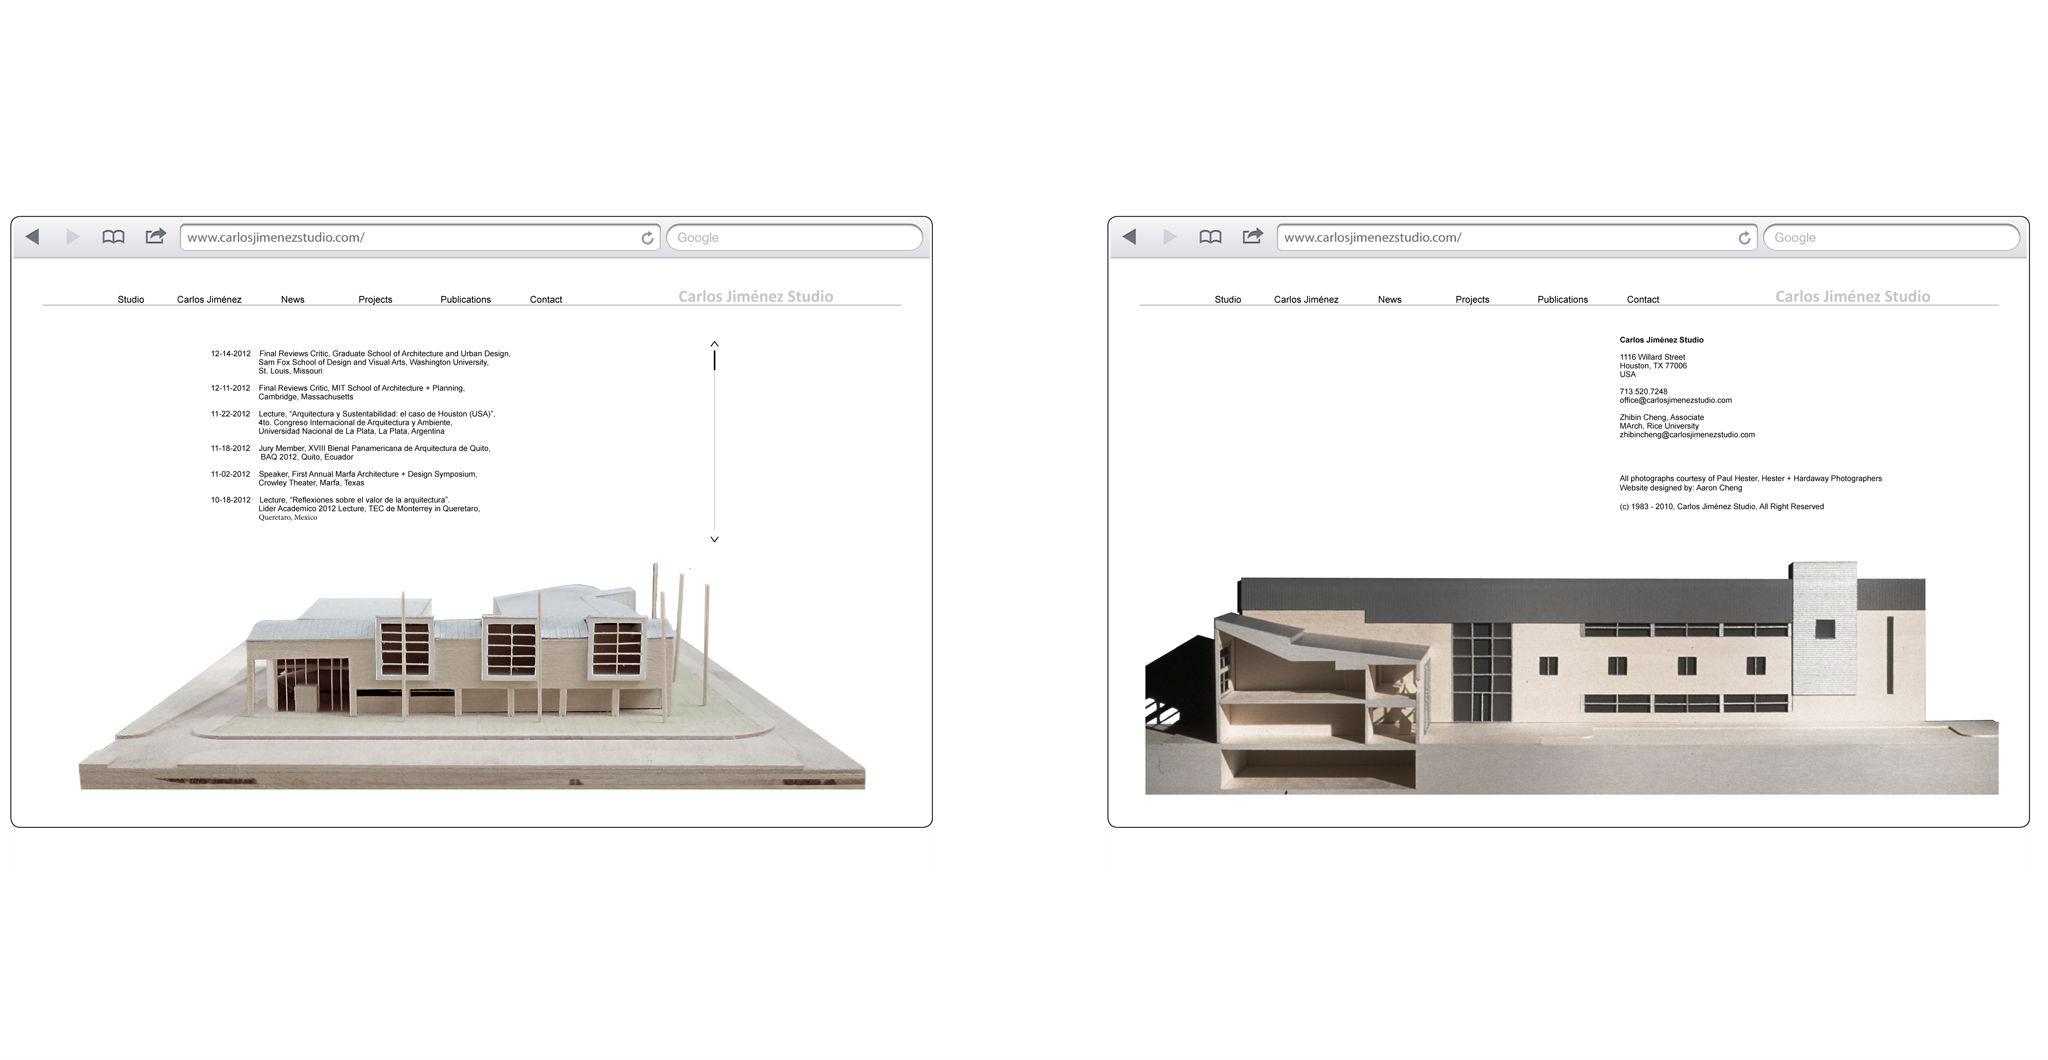 www.carlosjimenezstudio.com/
Google
Studio Carlos Jiménez News Projects Publications Contact Carlos Jiménez Studio
12-14-2012 Final Reviews Critic, Graduate School of Architecture and Urban Design,
Sam Fox School of Design and Visual Arts, Washington University,
St. Louis, Missouri
12-11-2012 Final Reviews Critic, MIT School of Architecture + Planning,
Cambridge, Massachusetts
11-22-2012 Lecture, “Arquitectura y Sustentabilidad: el caso de Houston (USA)”.
4to. Congreso Internacional de Arquitectura y Ambiente,
Universidad Nacional de La Plata, La Plata, Argentina
11-18-2012 Jury Member, XVIII Bienal Panamericana de Arquitectura de Quito,
BAQ 2012, Quito, Ecuador
11-02-2012 Speaker, First Annual Marfa Architecture + Design Symposium,
Crowley Theater, Marfa, Texas
10-18-2012 Lecture, “Reflexiones sobre el valor de la arquitectura”.
Lider Academico 2012 Lecture, TEC de Monterrey in Queretaro,
Queretaro, Mexico
www.carlosjimenezstudio.com/
Google
Studio Carlos Jiménez News Projects Publications Contact Carlos Jiménez Studio
Carlos Jiménez Studio
1116 Willard Street
Houston, TX 77006
USA
713.520.7248
office@carlosjimenezstudio.com
Zhibin Cheng, Associate
MArch, Rice University
zhibincheng@carlosjimenezstudio.com
All photographs courtesy of Paul Hester, Hester + Hardaway Photographers
Website designed by: Aaron Cheng
(c) 1983 - 2010, Carlos Jiménez Studio, All Right Reserved